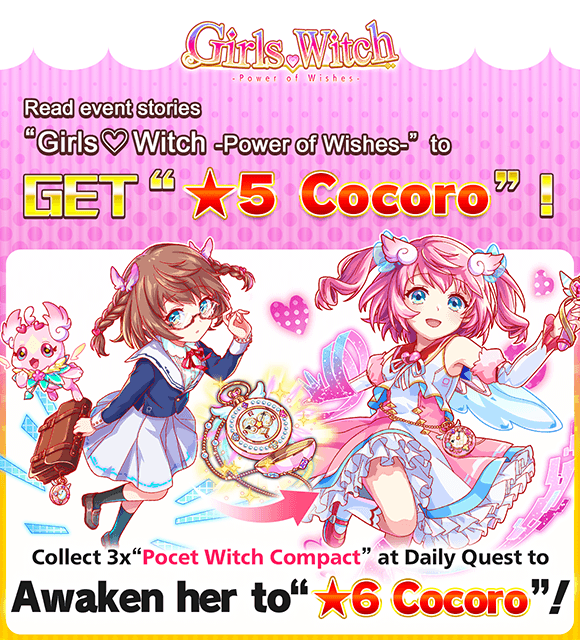 Girls♡Witch
-Power of Wishes-
Read event stories
“Girls♡Witch -Power of Wishes-” to
GET “★5 Cocoro”!
Collect 3x“Pocet Witch Compact” at Daily Quest to
Awaken her to“★6 Cocoro”!